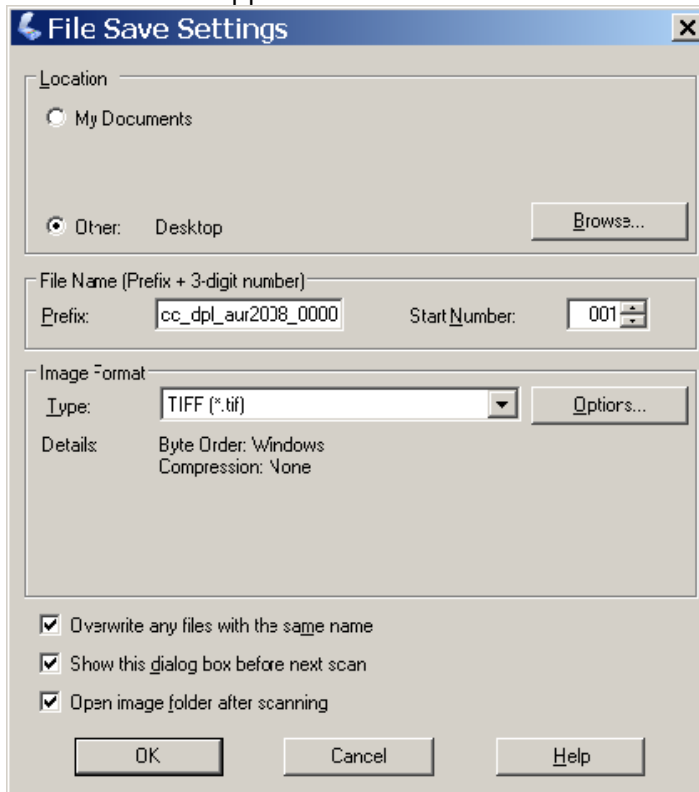 File Save Settings
Location
My Documents
Other: Desktop Browse...
File Name (Prefix + 3-digit number)
Prefix: cc_dpl_aur2008_0000 Start Number: 001
Image Format
Type: TIFF (*.tif) Options...
Details: Byte Order: Windows
Compression: None
Overwrite any files with the same name
Show this dialog box before next scan
Open image folder after scanning
OK Cancel Help